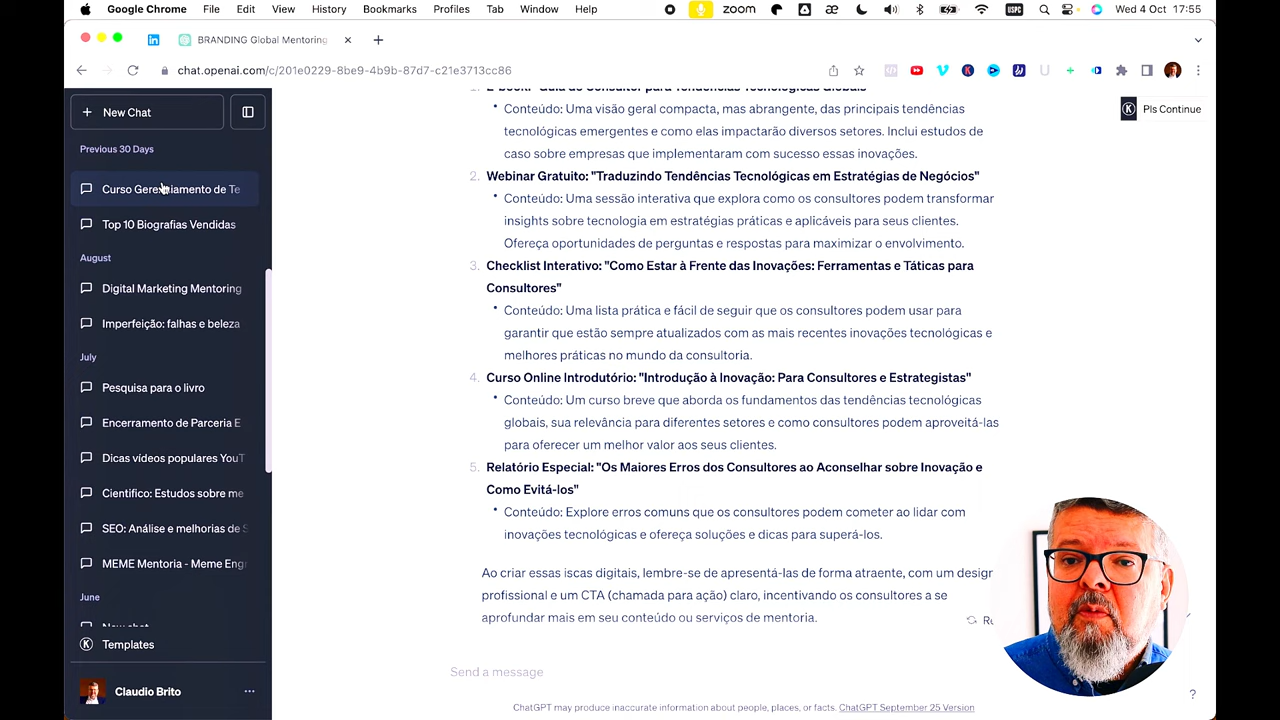 Google Chrome File Edit View History Bookmarks Profiles Tab Window Help zoom USPC Wed 4 Oct 17:55
BRANDING Global Mentoring
chat.openai.com/c/201e0229-8be9-4b9b-87d7-c21e3713cc86
New Chat
Previous 30 Days
Curso Gerenciamento de Te
Top 10 Biografias Vendidas
August
Digital Marketing Mentoring
Imperfeição: falhas e beleza
July
Pesquisa para o livro
Encerramento de Parceria E
Dicas vídeos populares YouT
Cientifico: Estudos sobre me
SEO: Análise e melhorias de S
MEME Mentoria - Meme Eng
June
New chat
Templates
Claudio Brito
1. E-book: "Guia do Consultor para Tendências Tecnológicas Globais"
• Conteúdo: Uma visão geral compacta, mas abrangente, das principais tendências
tecnológicas emergentes e como elas impactarão diversos setores. Inclui estudos de
caso sobre empresas que implementaram com sucesso essas inovações.
2. Webinar Gratuito: "Traduzindo Tendências Tecnológicas em Estratégias de Negócios"
• Conteúdo: Uma sessão interativa que explora como os consultores podem transformar
insights sobre tecnologia em estratégias práticas e aplicáveis para seus clientes.
Ofereça oportunidades de perguntas e respostas para maximizar o envolvimento.
3. Checklist Interativo: "Como Estar à Frente das Inovações: Ferramentas e Táticas para
Consultores"
• Conteúdo: Uma lista prática e fácil de seguir que os consultores podem usar para
garantir que estão sempre atualizados com as mais recentes inovações tecnológicas e
melhores práticas no mundo da consultoria.
4. Curso Online Introdutório: "Introdução à Inovação: Para Consultores e Estrategistas"
• Conteúdo: Um curso breve que aborda os fundamentos das tendências tecnológicas
globais, sua relevância para diferentes setores e como consultores podem aproveitá-las
para oferecer um melhor valor aos seus clientes.
5. Relatório Especial: "Os Maiores Erros dos Consultores ao Aconselhar sobre Inovação e
Como Evitá-los"
• Conteúdo: Explore erros comuns que os consultores podem cometer ao lidar com
inovações tecnológicas e ofereça soluções e dicas para superá-los.
Ao criar essas iscas digitais, lembre-se de apresentá-las de forma atraente, com um design
profissional e um CTA (chamada para ação) claro, incentivando os consultores a se
aprofundar mais em seu conteúdo ou serviços de mentoria.
Pls Continue
Send a message
ChatGPT may produce inaccurate information about people, places, or facts. ChatGPT September 25 Version
?